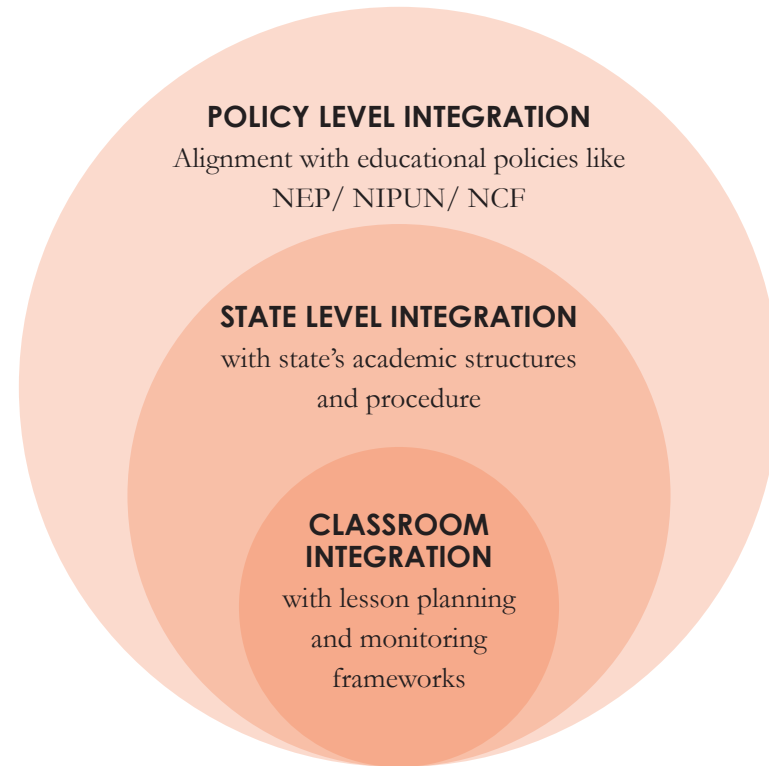 POLICY LEVEL INTEGRATION
Alignment with educational policies like
NEP/ NIPUN/ NCF
STATE LEVEL INTEGRATION
with state’s academic structures
and procedure
CLASSROOM
INTEGRATION
with lesson planning
and monitoring
frameworks